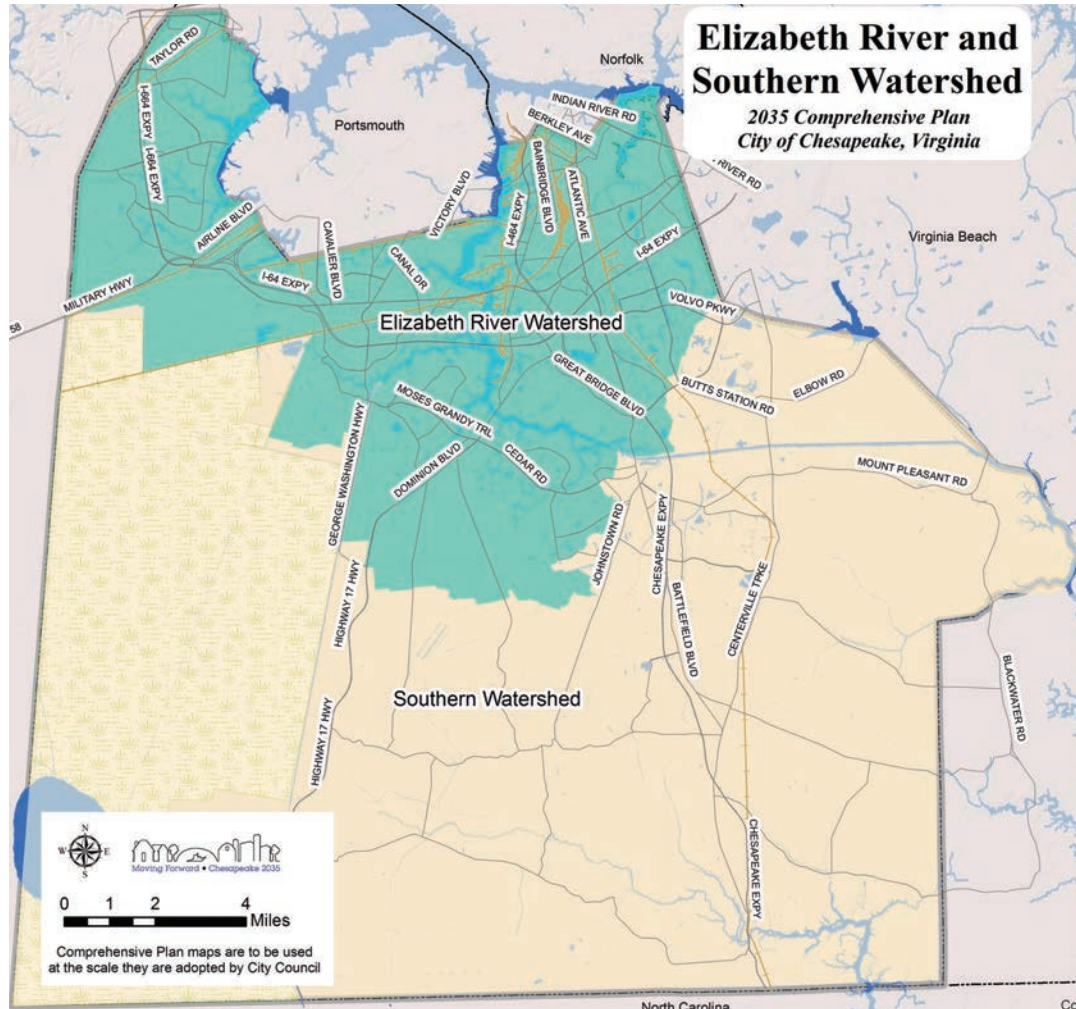 Elizabeth River and
Southern Watershed
2035 Comprehensive Plan
City of Chesapeake, Virginia
Norfolk
TAYLOR RD
I-664 EXPY
I-664 EXPY
Portsmouth
INDIAN RIVER RD
BERKLEY AVE
RIVER RD
BAINBRIDGE BLVD
ATLANTIC AVE
I-464 EXPY
VICTORY BLVD
AIRLINE BLVD
CAVALIER BLVD
CANAL DR
I-64 EXPY
Virginia Beach
MILITARY HWY
I-64 EXPY
58
VOLVO PKWY
Elizabeth River Watershed
GREAT BRIDGE BLVD
BUTTS STATION RD
ELBOW RD
MOSES GRANDY TRL
GEORGE WASHINGTON HWY
DOMINION BLVD
CEDAR RD
MOUNT PLEASANT RD
JOHNSTOWN RD
CHESAPEAKE EXPY
HIGHWAY 17 HWY
BATTLEFIELD BLVD
CENTERVILLE TPKE
BLACKWATER RD
Southern Watershed
HIGHWAY 17 HWY
CHESAPEAKE EXPY
N
W
E
S
Moving Forward • Chesapeake 2035
0 1 2 4
Miles
Comprehensive Plan maps are to be used
at the scale they are adopted by City Council
North Carolina